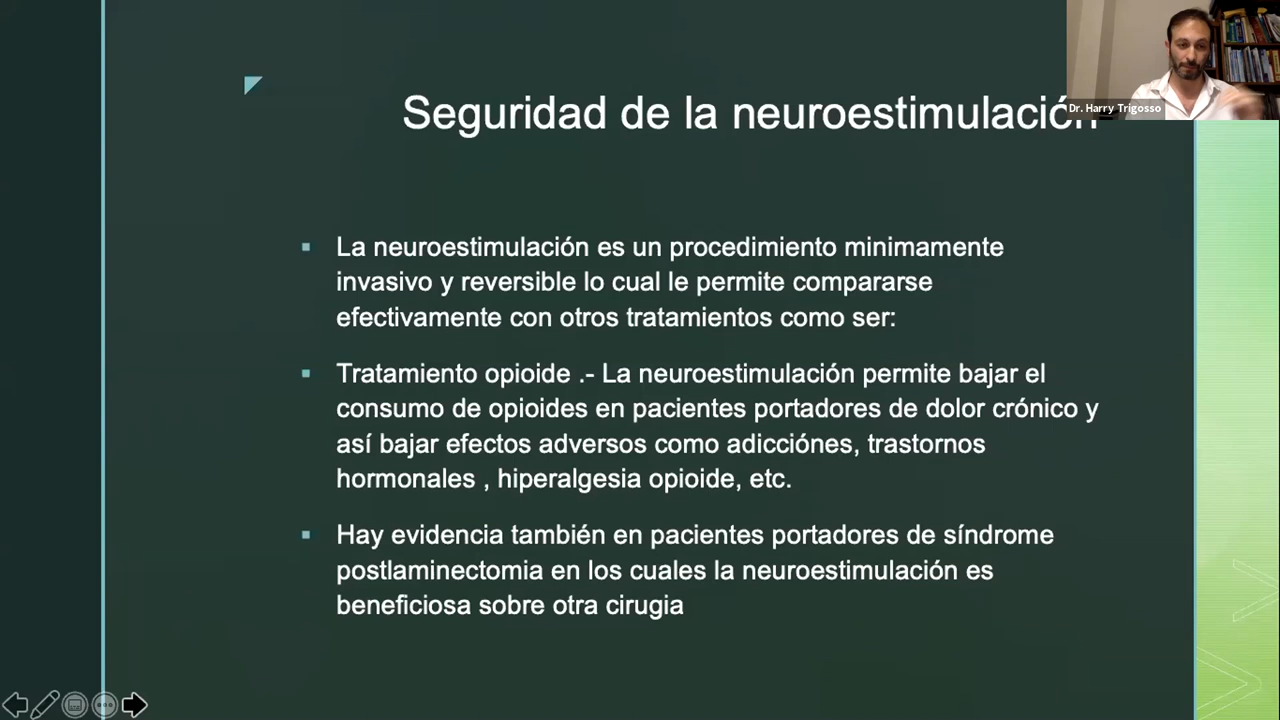 Dr. Harry Trigosso
Seguridad de la neuroestimulación
La neuroestimulación es un procedimiento minimamente
invasivo y reversible lo cual le permite compararse
efectivamente con otros tratamientos como ser:
Tratamiento opioide .- La neuroestimulación permite bajar el
consumo de opioides en pacientes portadores de dolor crónico y
así bajar efectos adversos como adicciónes, trastornos
hormonales , hiperalgesia opioide, etc.
Hay evidencia también en pacientes portadores de síndrome
postlaminectomia en los cuales la neuroestimulación es
beneficiosa sobre otra cirugia